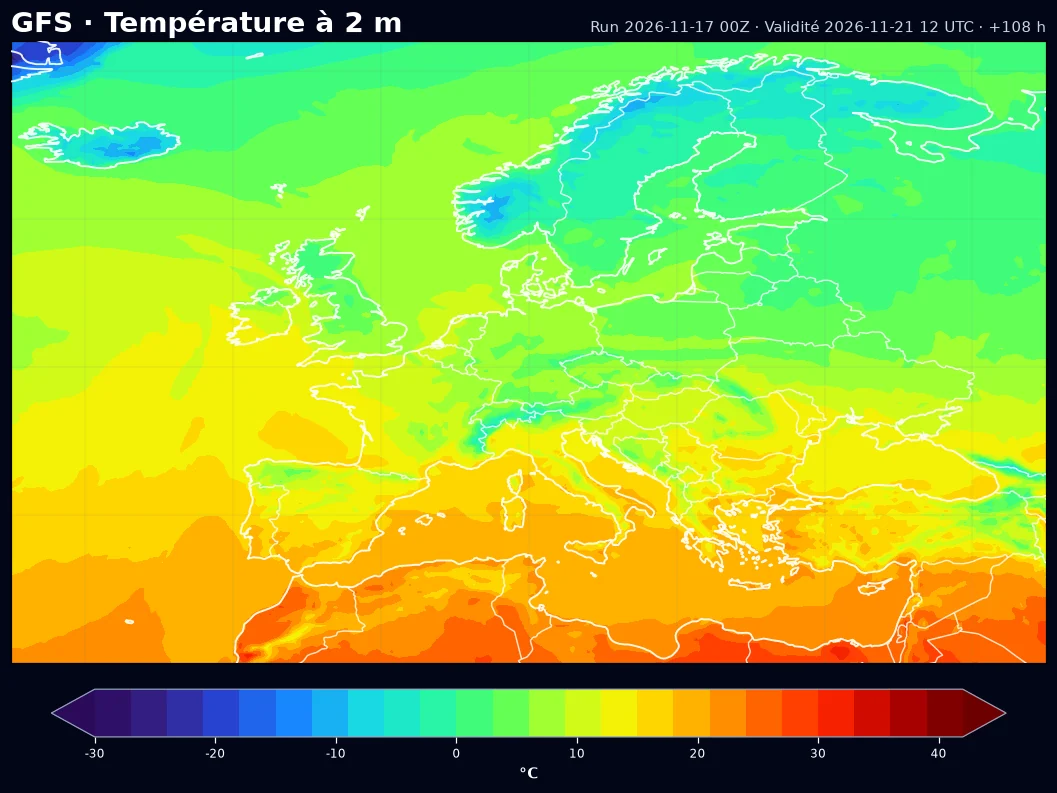 GFS · Température à 2 m
Run 2026-11-17 00Z · Validité 2026-11-21 12 UTC · +108 h
-30 -20 -10 0 10 20 30 40
°C